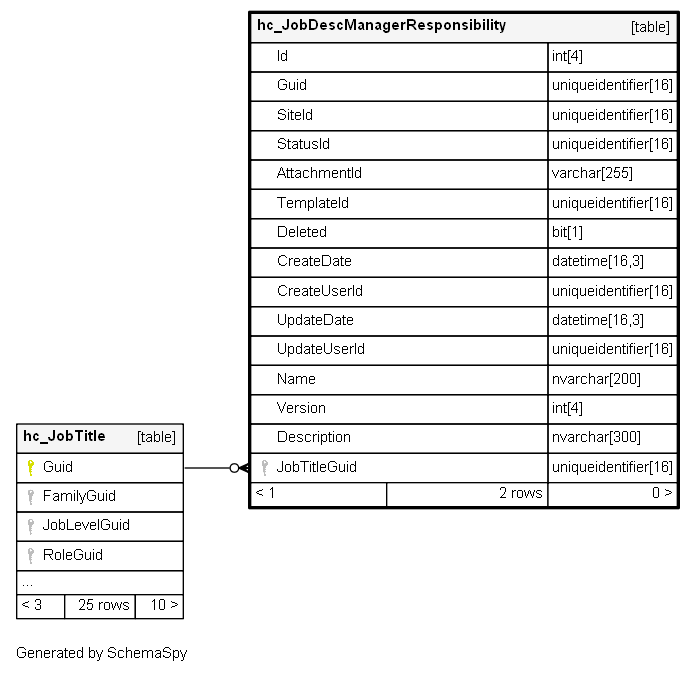 hc_JobDescManagerResponsibility [table]
Id int[4]
Guid uniqueidentifier[16]
SiteId uniqueidentifier[16]
StatusId uniqueidentifier[16]
AttachmentId varchar[255]
TemplateId uniqueidentifier[16]
Deleted bit[1]
CreateDate datetime[16,3]
CreateUserId uniqueidentifier[16]
UpdateDate datetime[16,3]
UpdateUserId uniqueidentifier[16]
Name nvarchar[200]
Version int[4]
Description nvarchar[300]
JobTitleGuid uniqueidentifier[16]
< 1 2 rows 0 >
hc_JobTitle [table]
Guid
FamilyGuid
JobLevelGuid
RoleGuid
...
< 3 25 rows 10 >
Generated by SchemaSpy